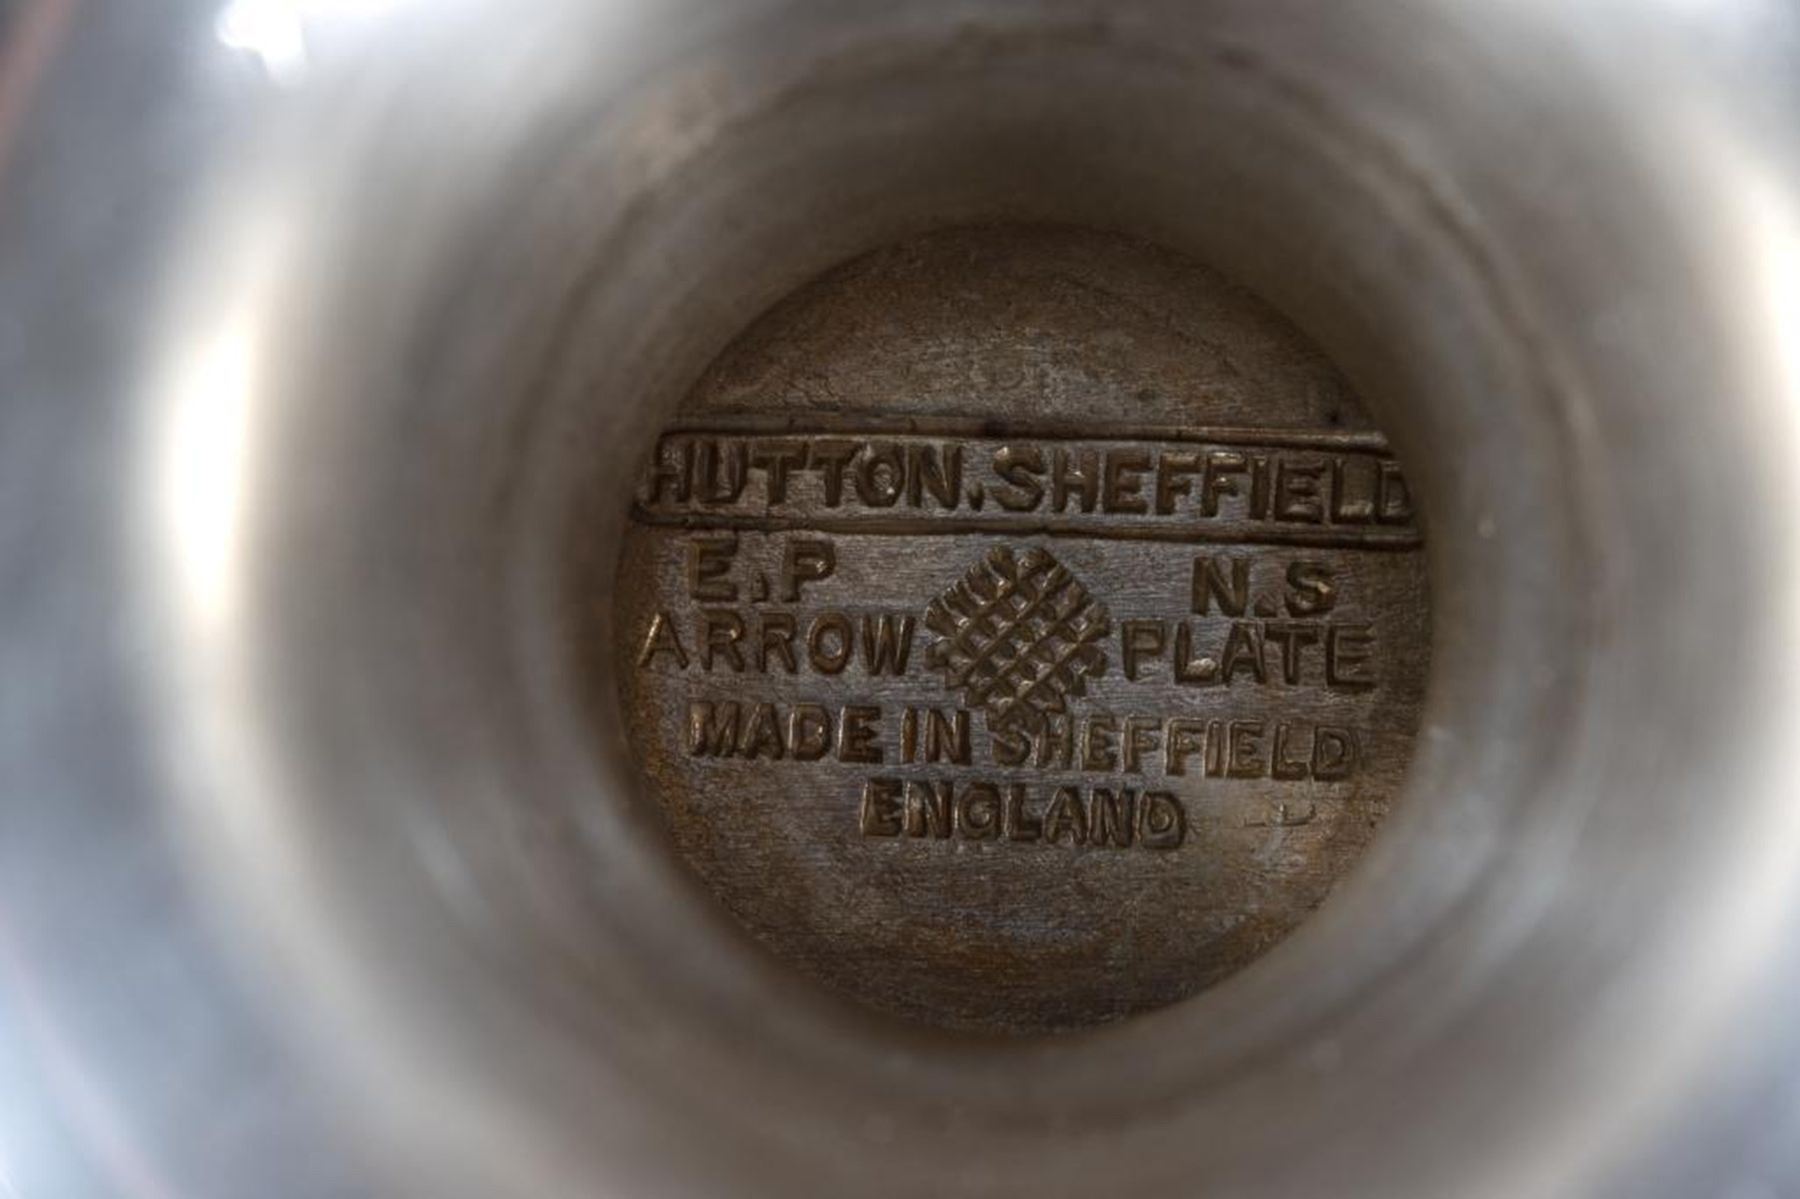 HUTTON.SHEFFIELD
E.P N.S
ARROW PLATE
MADE IN SHEFFIELD
ENGLAND